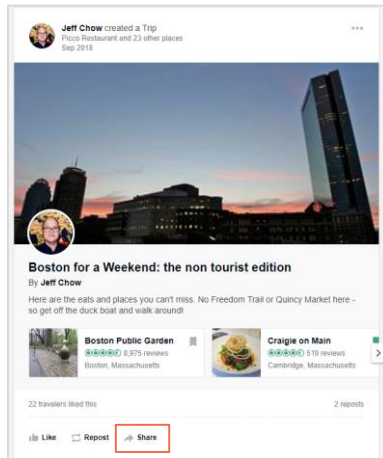 Jeff Chow created a Trip
Picco Restaurant and 23 other places
Sep 2018
Boston for a Weekend: the non tourist edition
By Jeff Chow
Here are the eats and places you can't miss. No Freedom Trail or Quincy Market here -
so get off the duck boat and walk around!
Boston Public Garden
8,975 reviews
Boston, Massachusetts
Craigie on Main
519 reviews
Cambridge, Massachusetts
22 travelers liked this
2 reposts
Like
Repost
Share